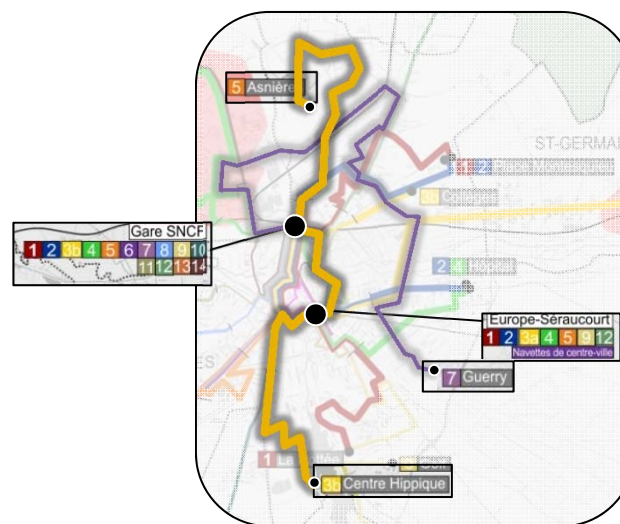 5 Asnière
ST-GERMAI
Gare SNCF
1 2 3b 4 5 6 7 8 9 10
11 12 13 14
2
Europe-Séraucourt
1 2 3a 4 5 9 12
Navettes de centre-ville
7 Guerry
1
3b Centre Hippique